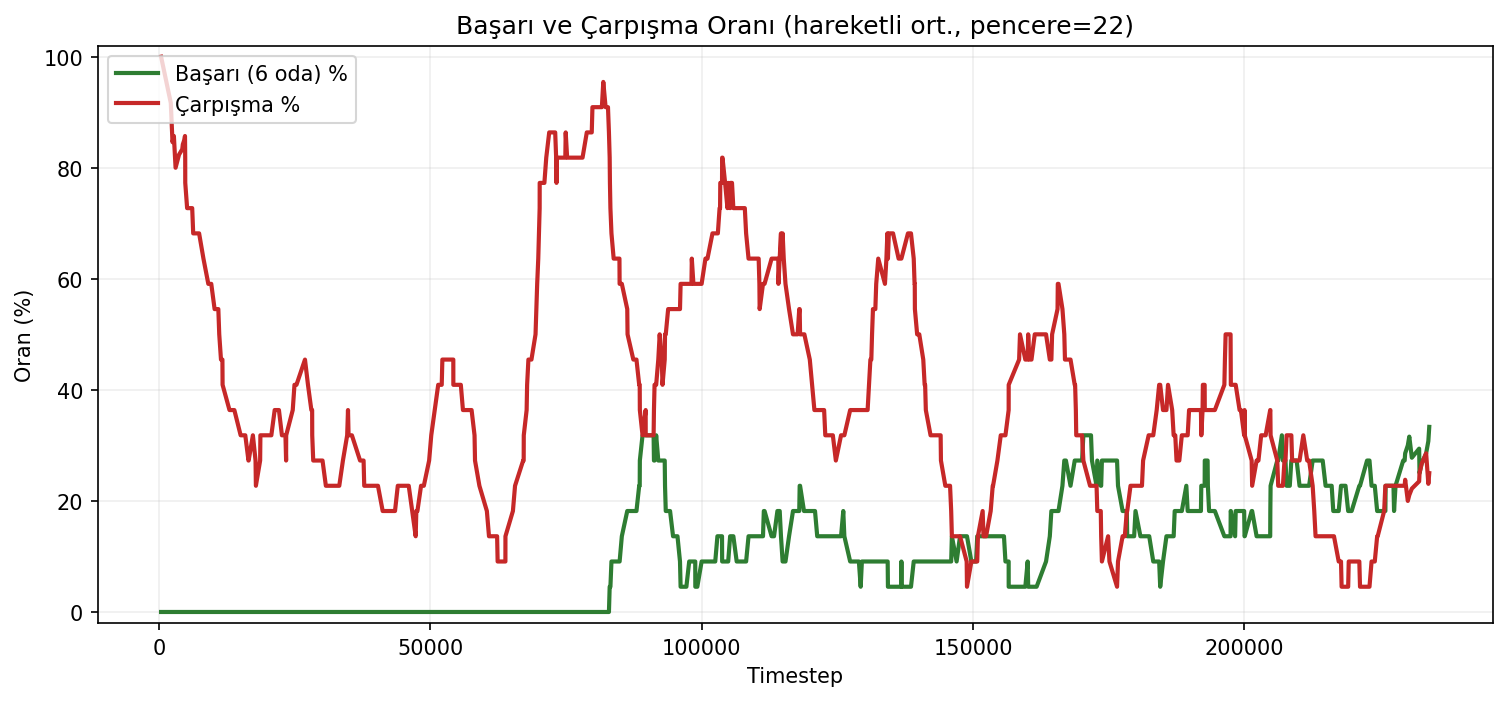 Başarı ve Çarpışma Oranı (hareketli ort., pencere=22)
Başarı (6 oda) %
Çarpışma %
Oran (%)
100
80
60
40
20
0
0
50000
100000
150000
200000
Timestep